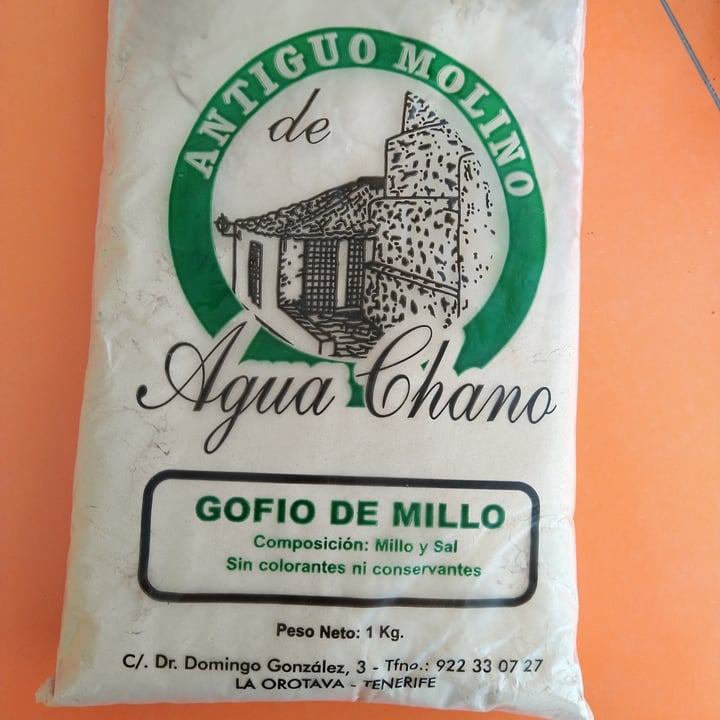 ANTIGUO MOLINO
de
Agua Chano
GOFIO DE MILLO
Composición: Millo y Sal
Sin colorantes ni conservantes
Peso Neto: 1 Kg.
C/. Dr. Domingo González, 3 - Tfno.: 922 33 07 27
LA OROTAVA - TENERIFE